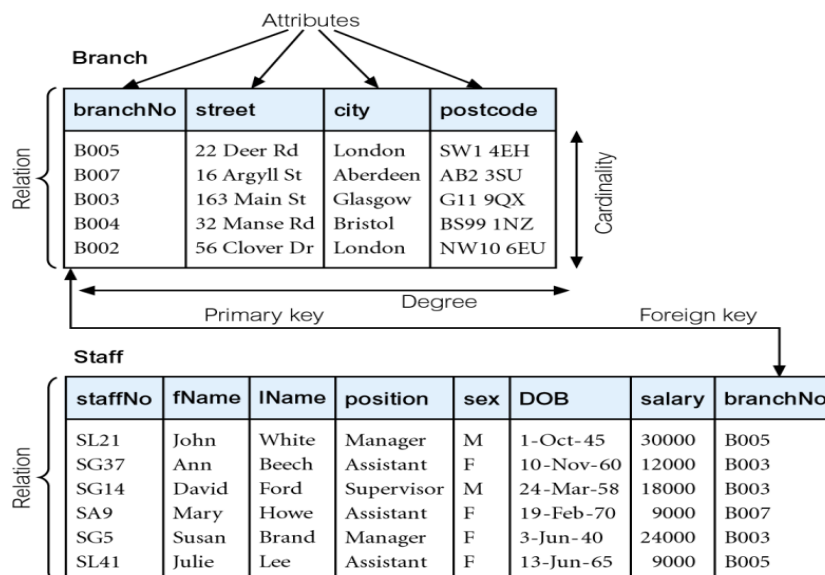 Attributes
Branch
branchNo street city postcode
B005 22 Deer Rd London SW1 4EH
B007 16 Argyll St Aberdeen AB2 3SU
B003 163 Main St Glasgow G11 9QX
B004 32 Manse Rd Bristol BS99 1NZ
B002 56 Clover Dr London NW10 6EU
Relation
Cardinality
Degree
Primary key Foreign key
Staff
staffNo fName lName position sex DOB salary branchNo
SL21 John White Manager M 1-Oct-45 30000 B005
SG37 Ann Beech Assistant F 10-Nov-60 12000 B003
SG14 David Ford Supervisor M 24-Mar-58 18000 B003
SA9 Mary Howe Assistant F 19-Feb-70 9000 B007
SG5 Susan Brand Manager F 3-Jun-40 24000 B003
SL41 Julie Lee Assistant F 13-Jun-65 9000 B005
Relation